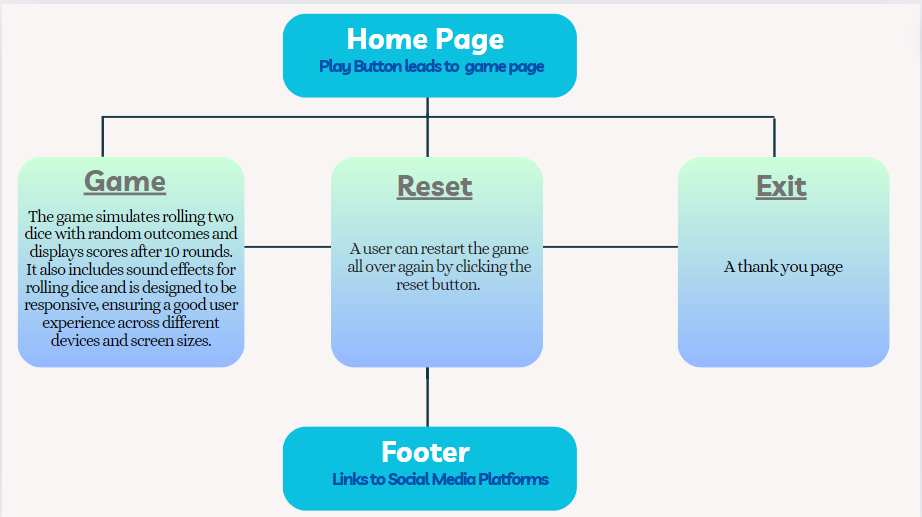 Home Page
Play Button leads to game page
Game
The game simulates rolling two
dice with random outcomes and
displays scores after 10 rounds.
It also includes sound effects for
rolling dice and is designed to be
responsive, ensuring a good user
experience across different
devices and screen sizes.
Reset
A user can restart the game
all over again by clicking the
reset button.
Exit
A thank you page
Footer
Links to Social Media Platforms